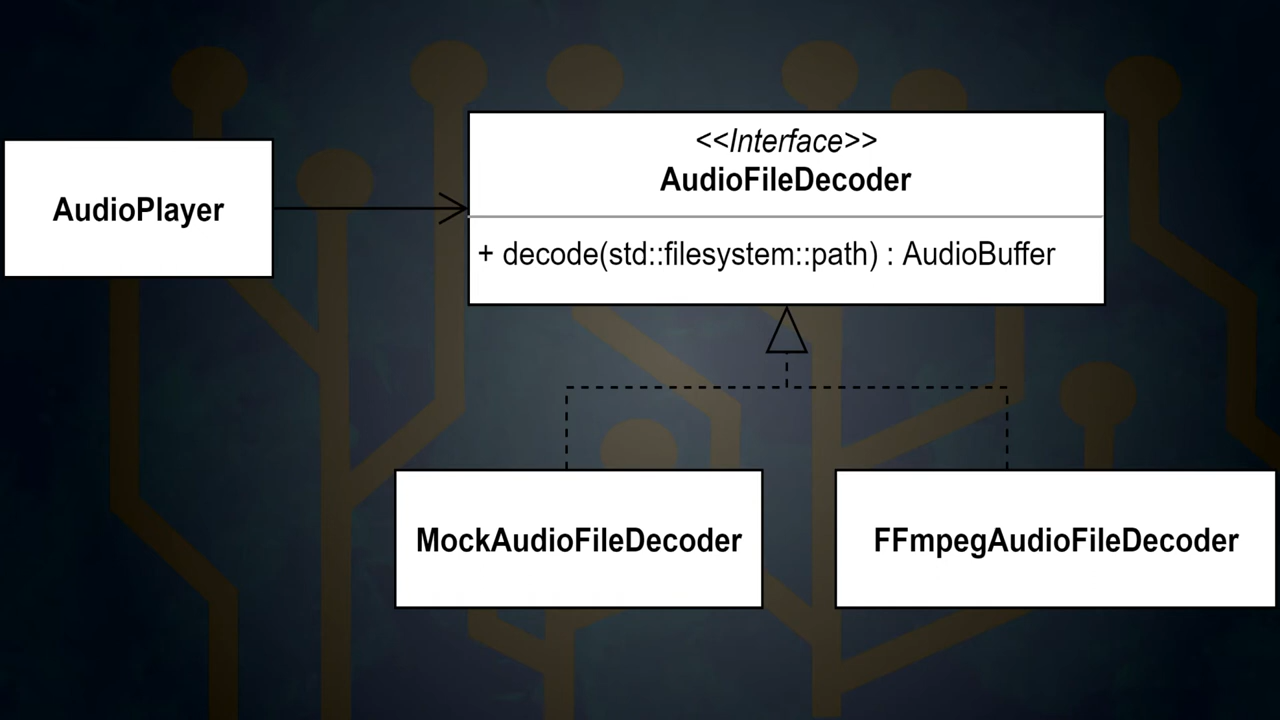 AudioPlayer
<<Interface>>
AudioFileDecoder
+ decode(std::filesystem::path) : AudioBuffer
MockAudioFileDecoder
FFmpegAudioFileDecoder